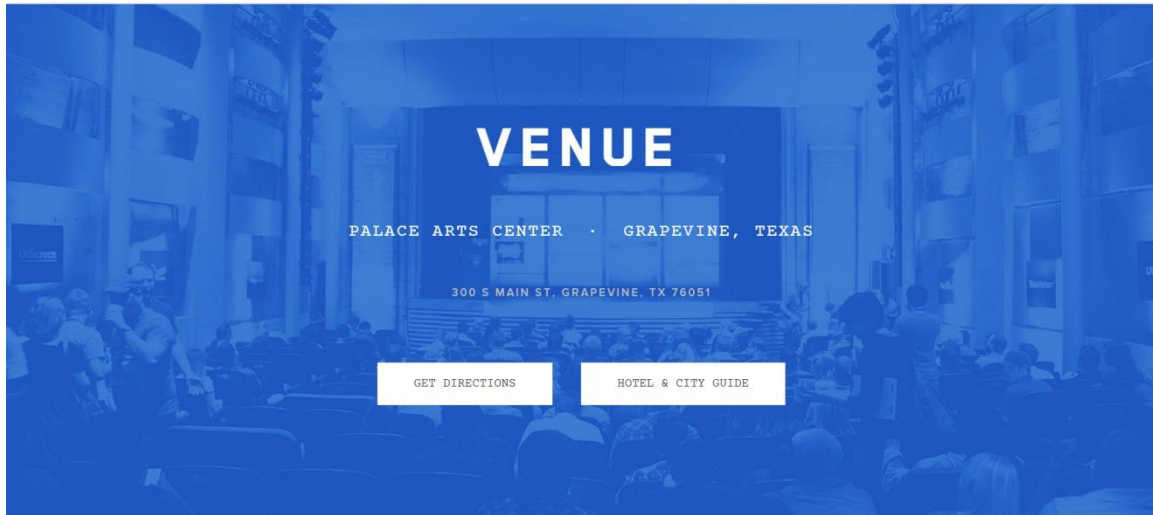 VENUE
PALACE ARTS CENTER · GRAPEVINE, TEXAS
300 S MAIN ST, GRAPEVINE, TX 76051
GET DIRECTIONS
HOTEL & CITY GUIDE